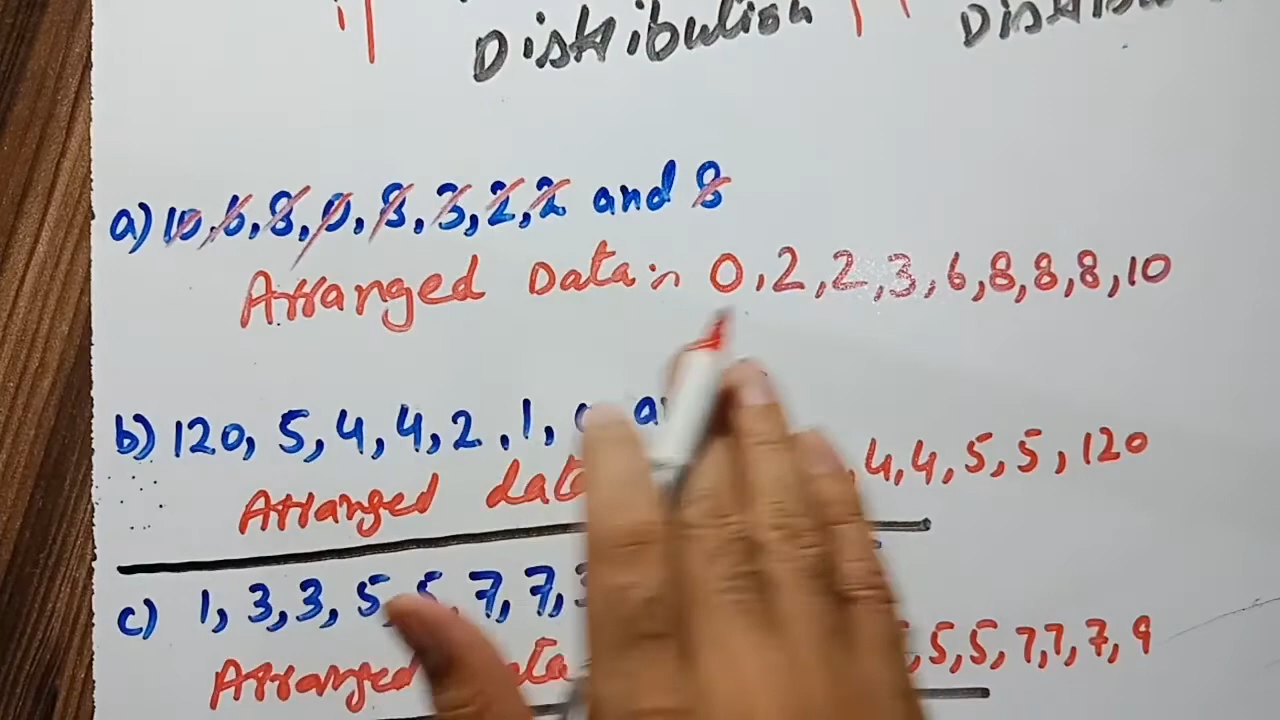 Distribution
a) 10, 6, 8, 0, 8, 3, 2, 2 and 8
Arranged Data :- 0, 2, 2, 3, 6, 8, 8, 8, 10
b) 120, 5, 4, 4, 2, 1,
Arranged 4, 4, 5, 5, 120
c) 1, 3, 3, 5, 5, 7, 7,
Arranged 5, 5, 7, 7, 7, 9